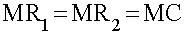 MR₁ = MR₂ = MC